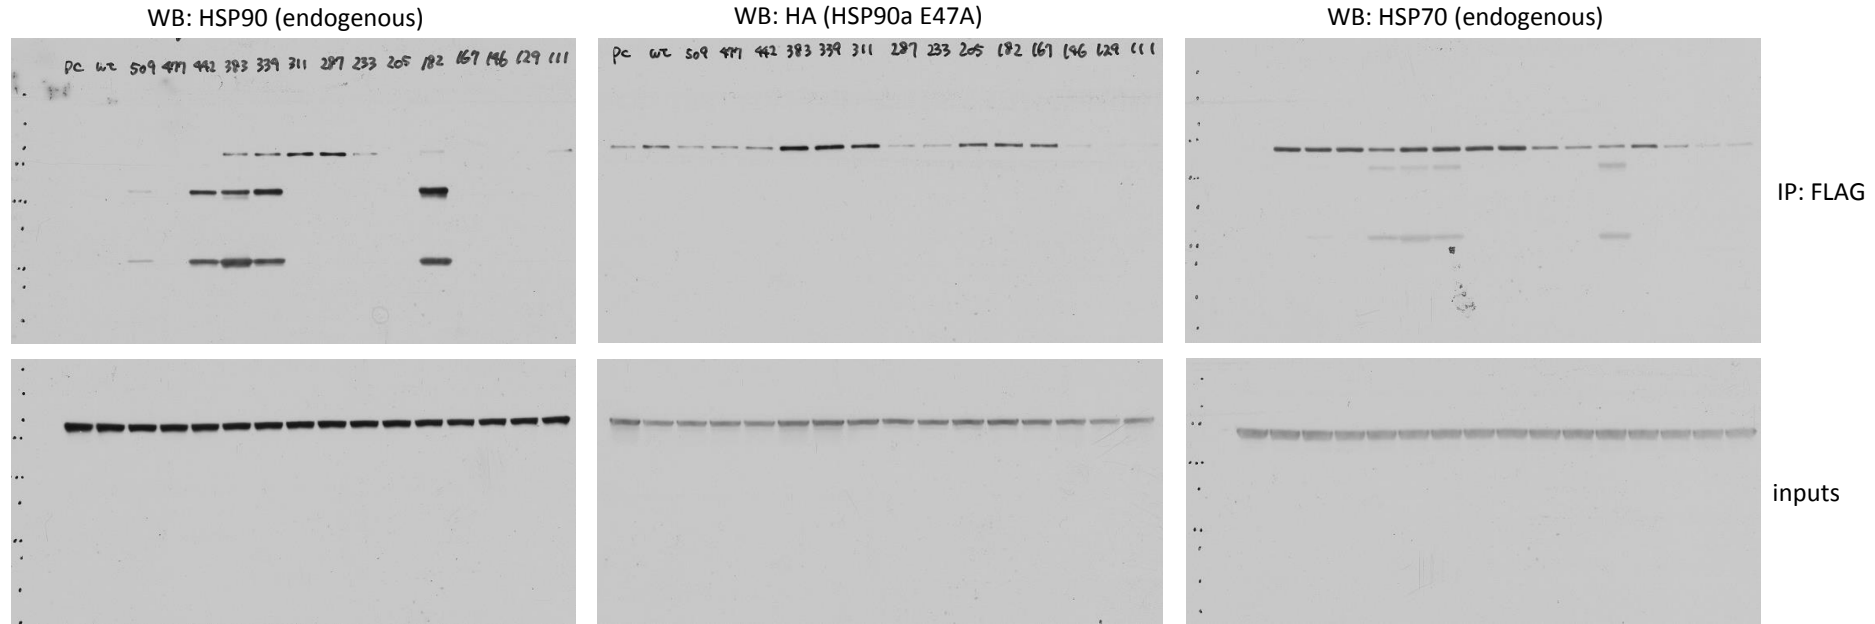 WB: HSP90 (endogenous)
WB: HA (HSP90a E47A)
WB: HSP70 (endogenous)
PC WT 509 477 442 383 339 311 287 233 205 182 167 146 129 111
PC WT 509 477 442 383 339 311 287 233 205 182 167 146 129 111
IP: FLAG
inputs